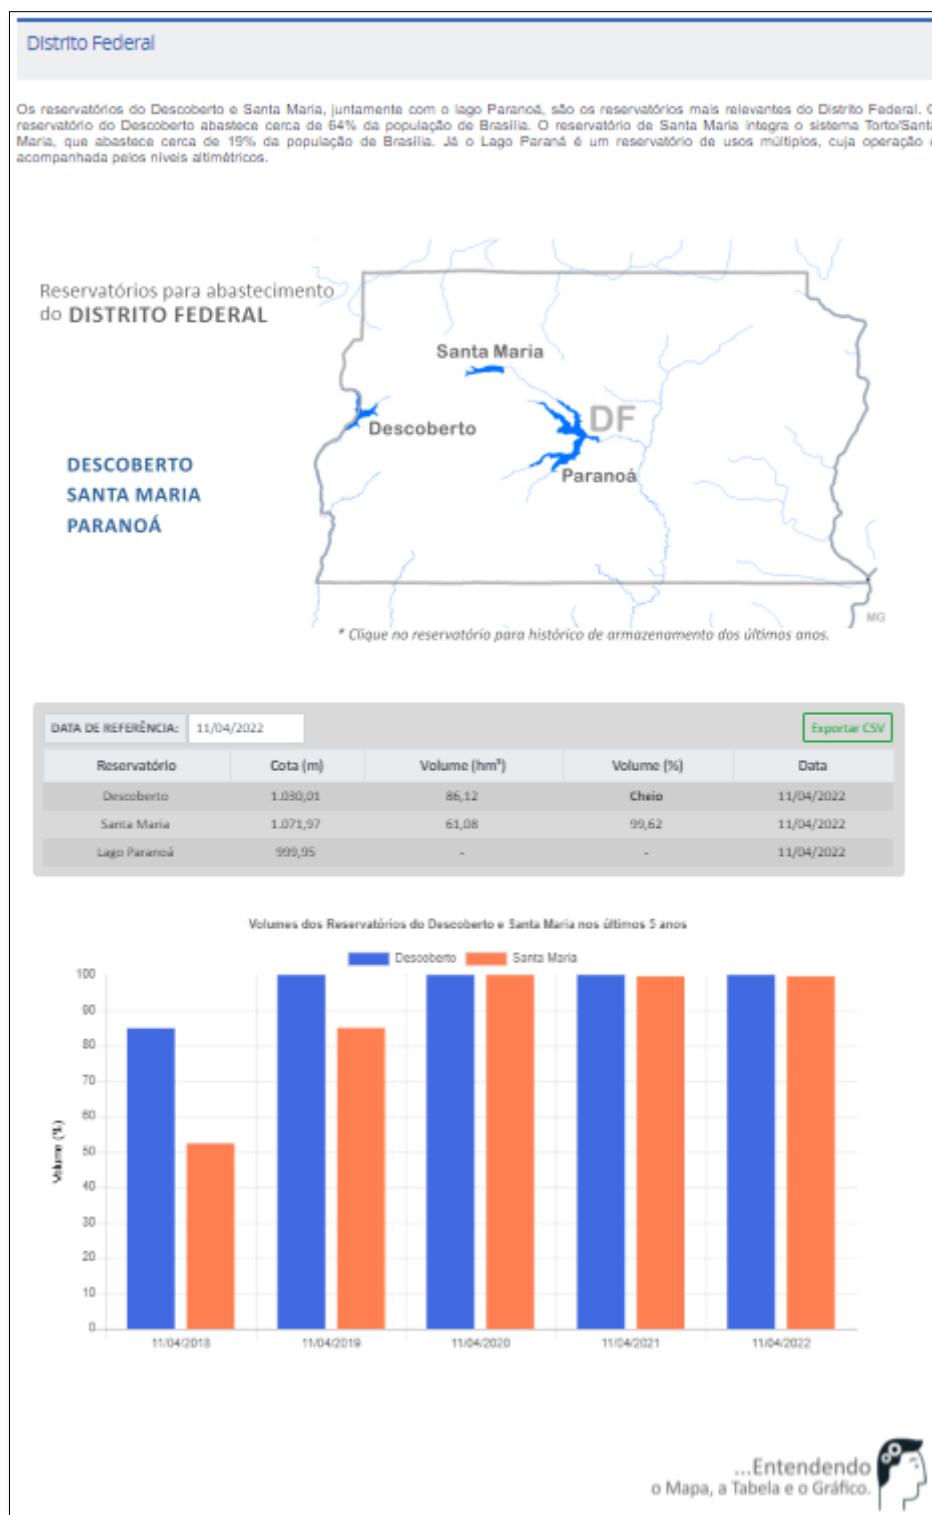 Distrito Federal
Os reservatórios do Descoberto e Santa Maria, juntamente com o lago Paranoá, são os reservatórios mais relevantes do Distrito Federal. O
reservatório do Descoberto abastece cerca de 64% da população de Brasília. O reservatório de Santa Maria integra o sistema Torto/Santa
Maria, que abastece cerca de 19% da população de Brasília. Já o Lago Paraná é um reservatório de usos múltiplos, cuja operação é
acompanhada pelos níveis altimétricos.
Reservatórios para abastecimento
do DISTRITO FEDERAL
Santa Maria
DF
Descoberto
Paranoá
DESCOBERTO
SANTA MARIA
PARANOÁ
MG
* Clique no reservatório para histórico de armazenamento dos últimos anos.
DATA DE REFERÊNCIA: 11/04/2022 Exportar CSV
Reservatório Cota (m) Volume (hm³) Volume (%) Data
Descoberto 1.030,01 86,12 Cheio 11/04/2022
Santa Maria 1.071,97 61,08 99,62 11/04/2022
Lago Paranoá 999,95 - - 11/04/2022
Volumes dos Reservatórios do Descoberto e Santa Maria nos últimos 5 anos
Descoberto Santa Maria
Volume (%)
100
90
80
70
60
50
40
30
20
10
0
11/04/2018 11/04/2019 11/04/2020 11/04/2021 11/04/2022
...Entendendo
o Mapa, a Tabela e o Gráfico.